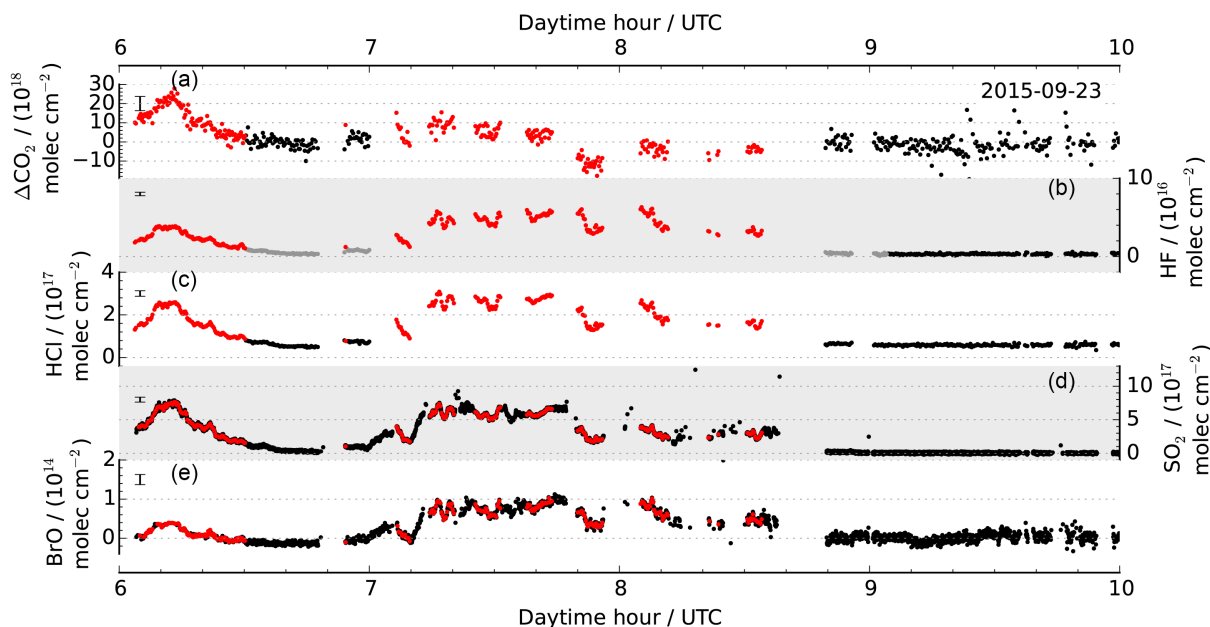 Daytime hour / UTC
6 7 8 9 10
(a)
2015-09-23
30
20
10
0
−10
ΔCO₂ / (10¹⁸
molec cm⁻²)
(b)
10
5
0
HF / (10¹⁶
molec cm⁻²)
(c)
4
2
0
HCl / (10¹⁷
molec cm⁻²)
(d)
10
5
0
SO₂ / (10¹⁷
molec cm⁻²)
(e)
2
1
0
BrO / (10¹⁴
molec cm⁻²)
6 7 8 9 10
Daytime hour / UTC